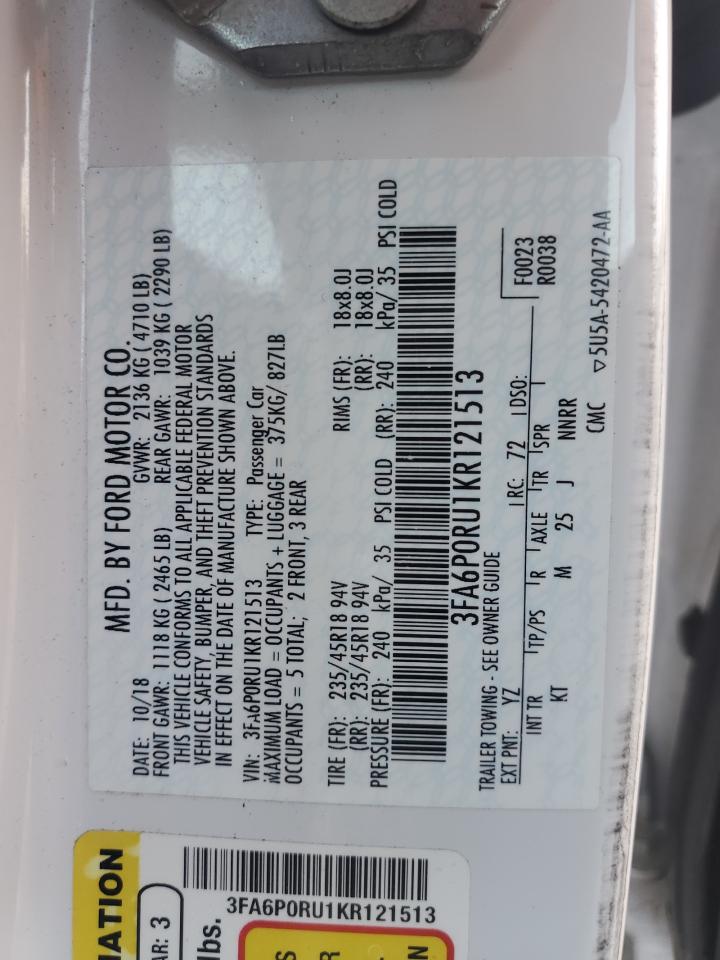 MFD. BY FORD MOTOR CO.
DATE: 10/18 GVWR: 2136 KG ( 4710 LB)
FRONT GAWR: 1118 KG ( 2465 LB) REAR GAWR: 1039 KG ( 2290 LB)
THIS VEHICLE CONFORMS TO ALL APPLICABLE FEDERAL MOTOR
VEHICLE SAFETY, BUMPER, AND THEFT PREVENTION STANDARDS
IN EFFECT ON THE DATE OF MANUFACTURE SHOWN ABOVE.
VIN: 3FA6P0RU1KR121513 TYPE: Passenger Car
MAXIMUM LOAD = OCCUPANTS + LUGGAGE = 375KG/ 827LB
OCCUPANTS = 5 TOTAL; 2 FRONT, 3 REAR
TIRE (FR): 235/45R18 94V RIMS (FR): 18x8.0J
(RR): 235/45R18 94V (RR): 18x8.0J
PRESSURE (FR): 240 kPa/ 35 PSI COLD (RR): 240 kPa/ 35 PSI COLD
3FA6P0RU1KR121513
TRAILER TOWING - SEE OWNER GUIDE
EXT PNT: YZ RC: 72 DSO: F0023
R0038
INT TR TP/PS R AXLE TR SPR
KT M 25 J NNRR
CMC ▽5U5A-5420472-AA
MATION
AR: 3
lbs.
3FA6P0RU1KR121513
S
R
N